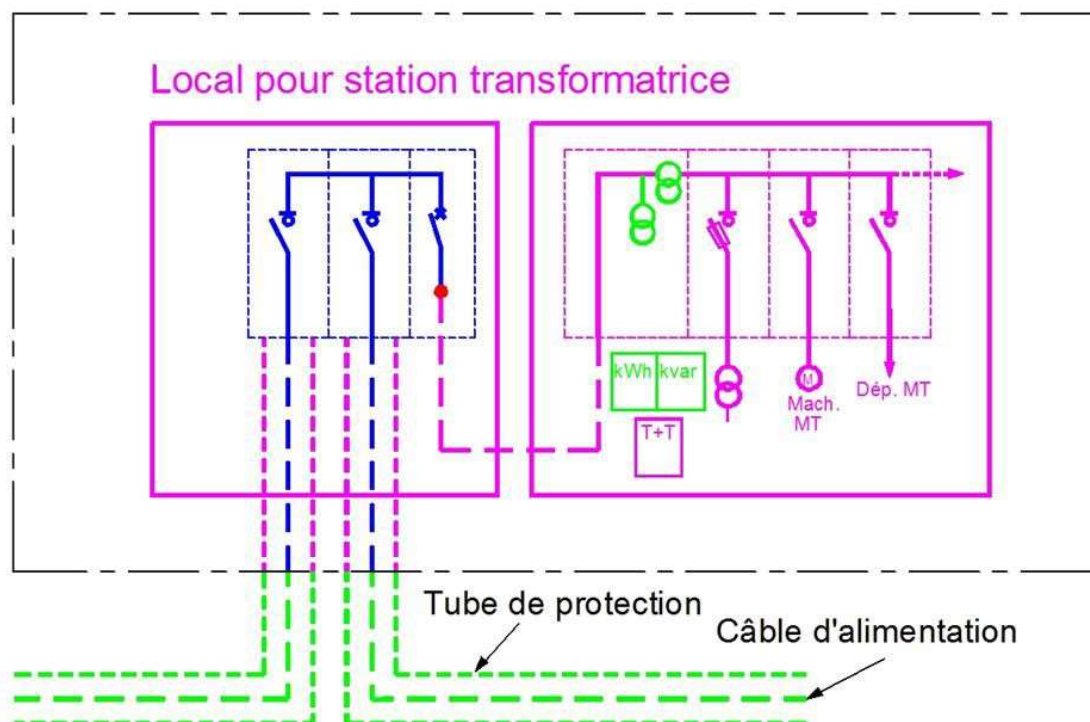 Local pour station transformatrice
kWh kvar
T+T
M
Mach.
MT
Dép. MT
Tube de protection
Câble d'alimentation